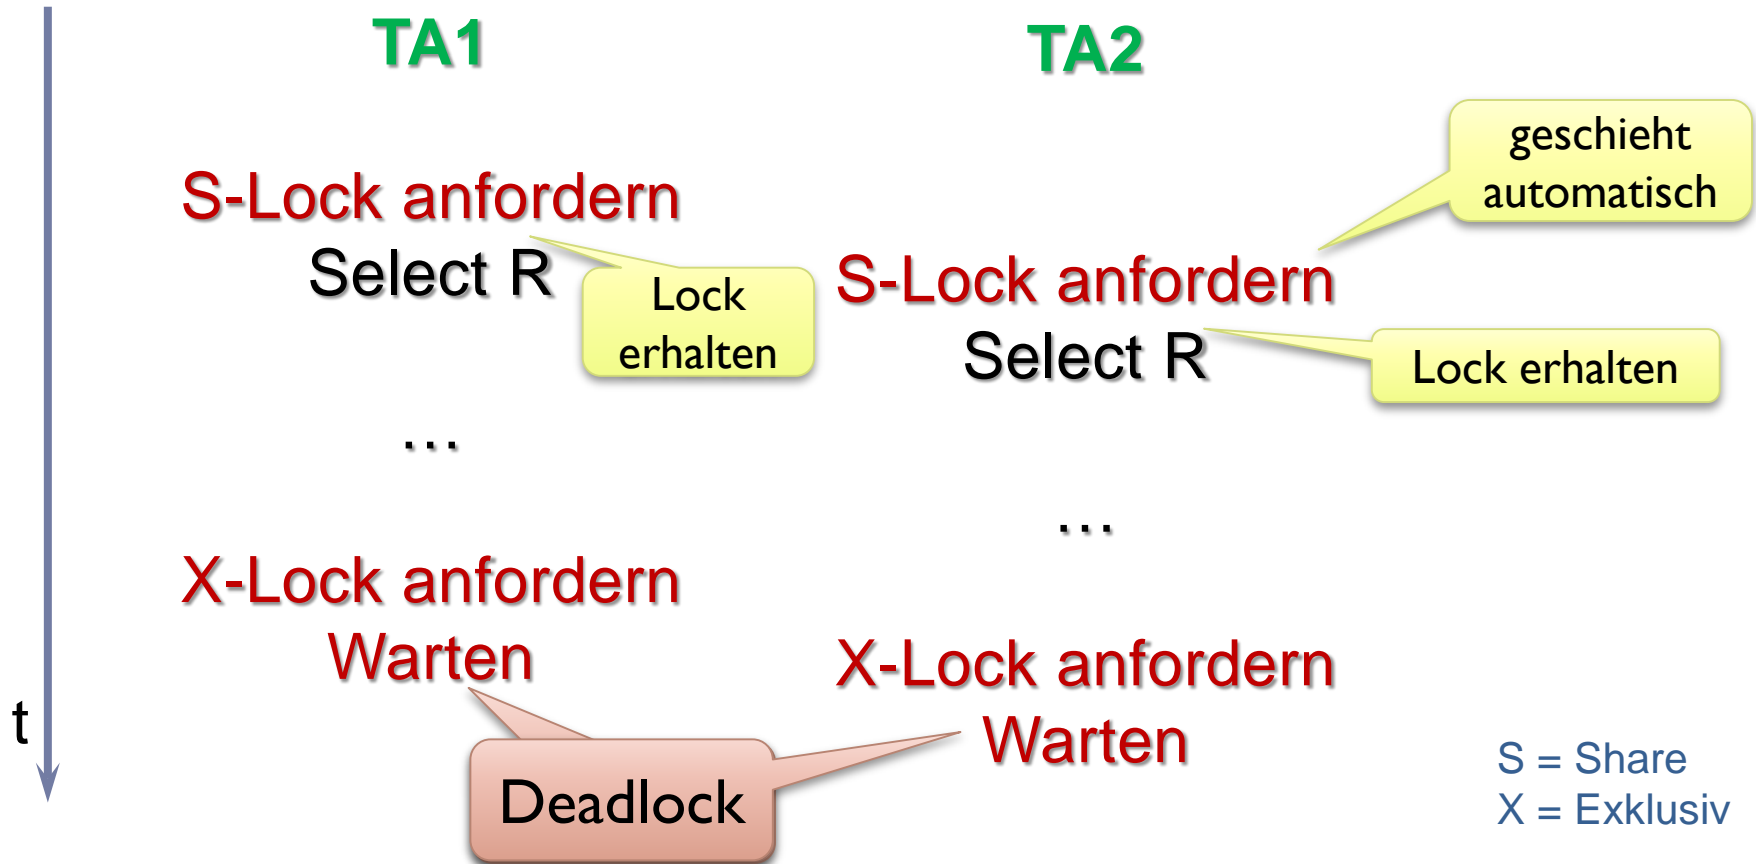 TA1
TA2
geschieht
automatisch
S-Lock anfordern
Select R
Lock
erhalten
S-Lock anfordern
Select R
Lock erhalten
...
...
X-Lock anfordern
Warten
X-Lock anfordern
Warten
t
Deadlock
S = Share
X = Exklusiv